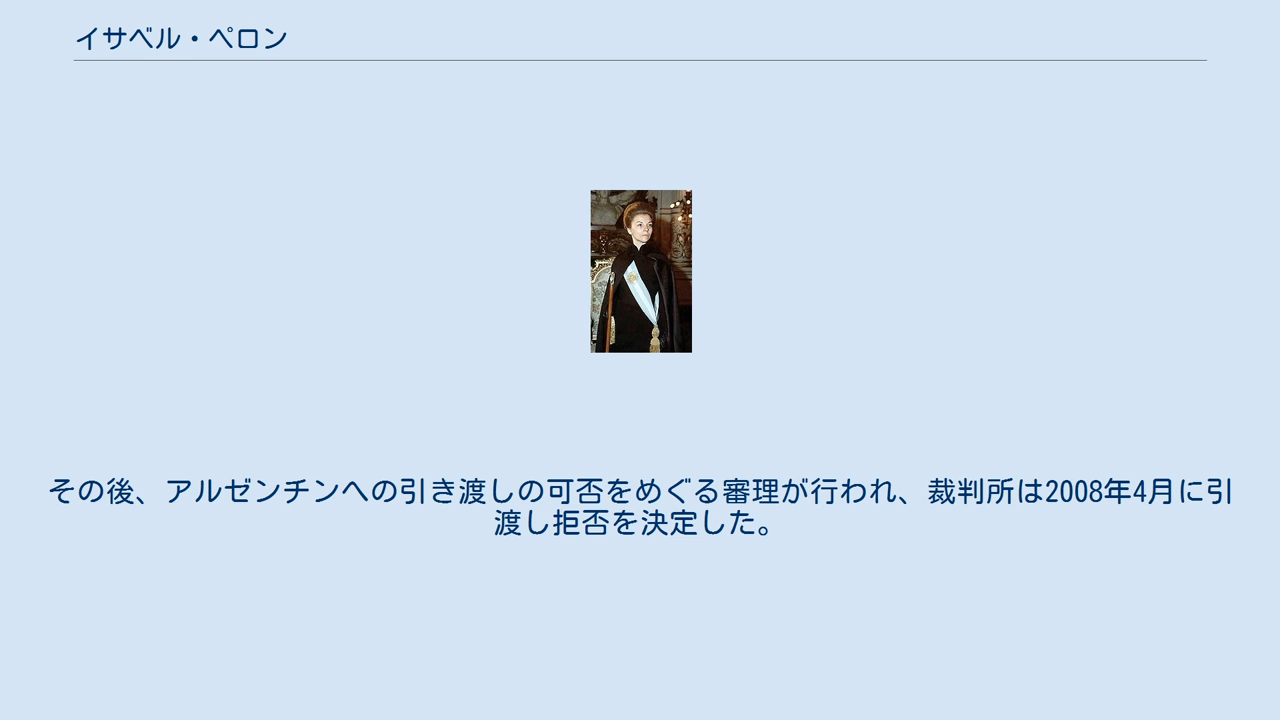 イサベル・ペロン
その後、アルゼンチンへの引き渡しの可否をめぐる審理が行われ、裁判所は2008年4月に引
渡し拒否を決定した。